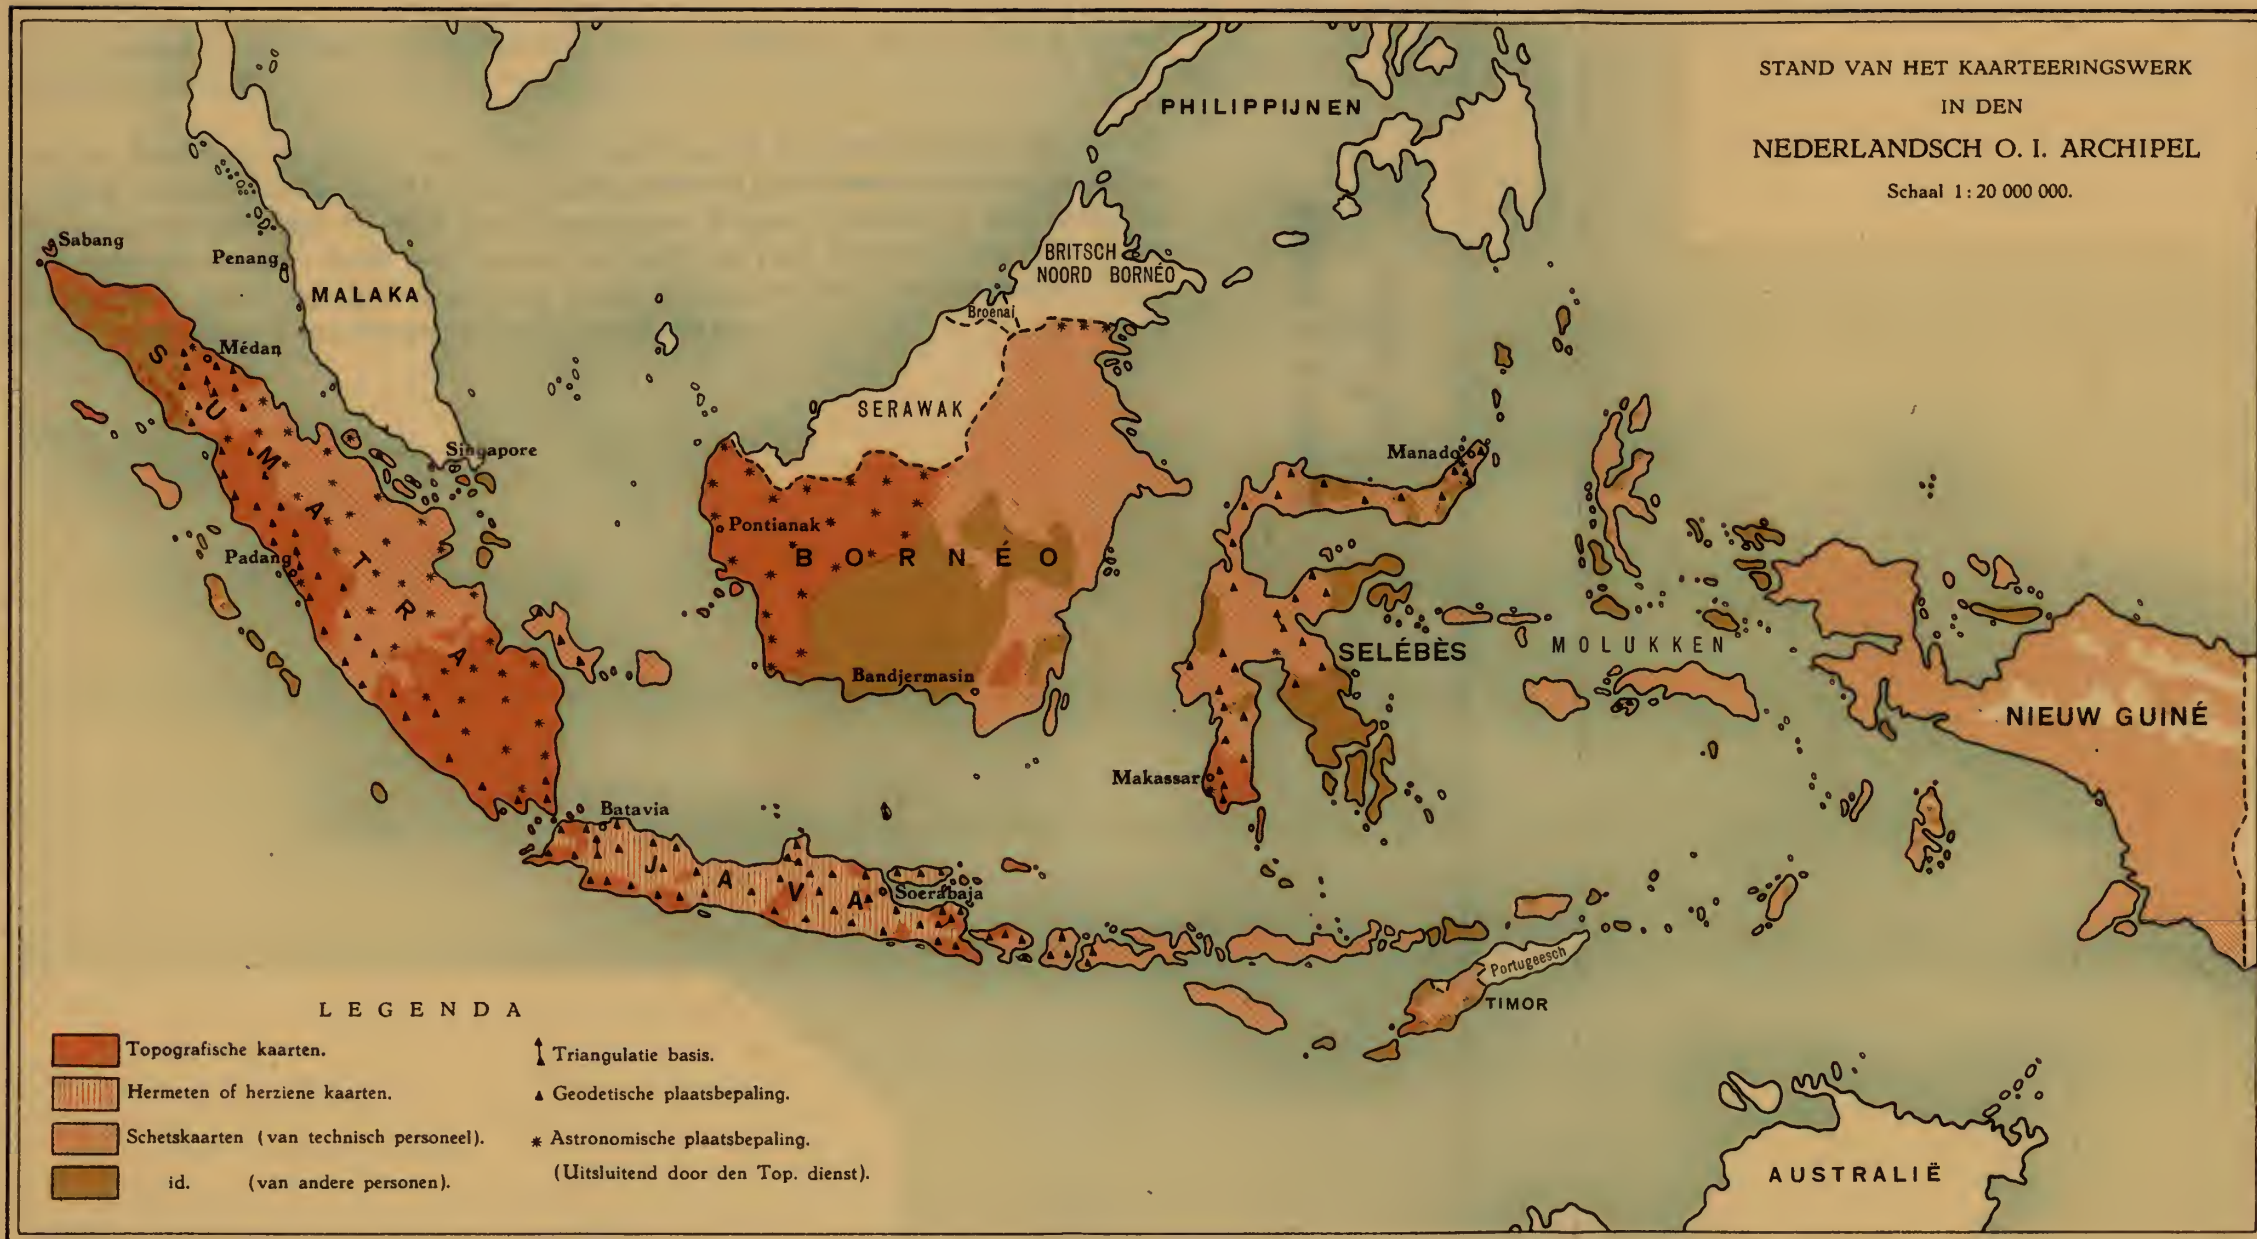 STAND VAN HET KAARTEERINGSWERK
IN DEN
NEDERLANDSCH O. I. ARCHIPEL
Schaal 1 : 20 000 000.
PHILIPPIJNEN
Sabang
Penang
MALAKA
BRITSCH
NOORD BORNÉO
Broenai
Médan
SERAWAK
Singapore
Manado
SUMATRA
Pontianak
BORNÉO
Padang
SELÉBÈS
MOLUKKEN
Bandjermasin
NIEUW GUINÉ
Makassar
Batavia
JAVA
Soerabaja
Portugeesch
TIMOR
AUSTRALIË
LEGENDA
Topografische kaarten.
Hermeten of herziene kaarten.
Schetskaarten (van technisch personeel).
id. (van andere personen).
Triangulatie basis.
Geodetische plaatsbepaling.
Astronomische plaatsbepaling.
(Uitsluitend door den Top. dienst).